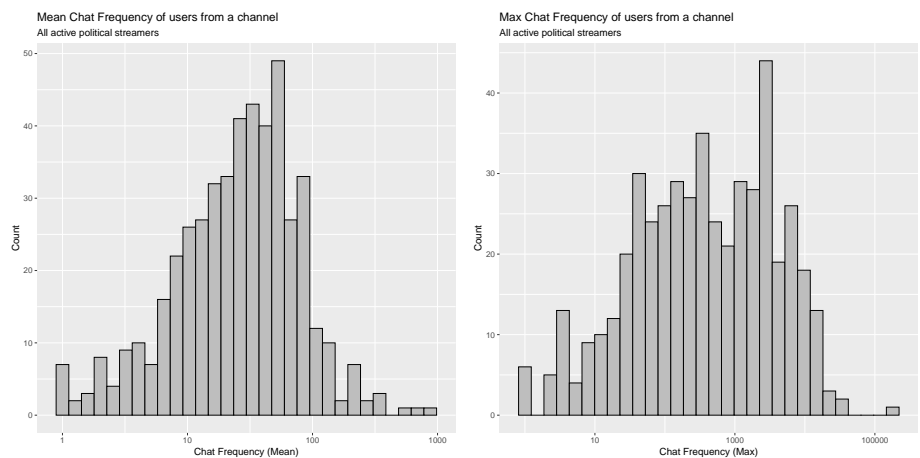 Mean Chat Frequency of users from a channel
All active political streamers
50
40
30
20
10
0
Count
1
10
100
1000
Chat Frequency (Mean)
Max Chat Frequency of users from a channel
All active political streamers
40
30
20
10
0
Count
10
1000
100000
Chat Frequency (Max)